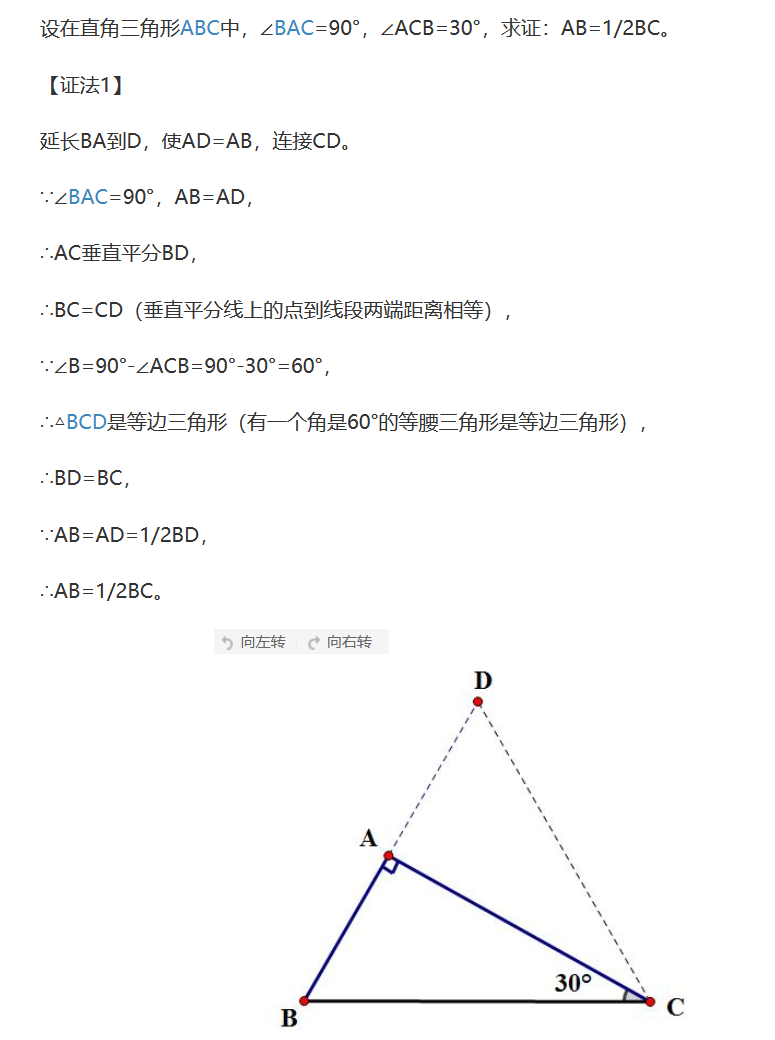 设在直角三角形ABC中，∠BAC=90°，∠ACB=30°，求证：AB=1/2BC。
【证法1】
延长BA到D，使AD=AB，连接CD。
∵∠BAC=90°，AB=AD，
∴AC垂直平分BD，
∴BC=CD（垂直平分线上的点到线段两端距离相等），
∵∠B=90°-∠ACB=90°-30°=60°，
∴△BCD是等边三角形（有一个角是60°的等腰三角形是等边三角形），
∴BD=BC，
∵AB=AD=1/2BD，
∴AB=1/2BC。
向左转 向右转
D
A
30°
B
C